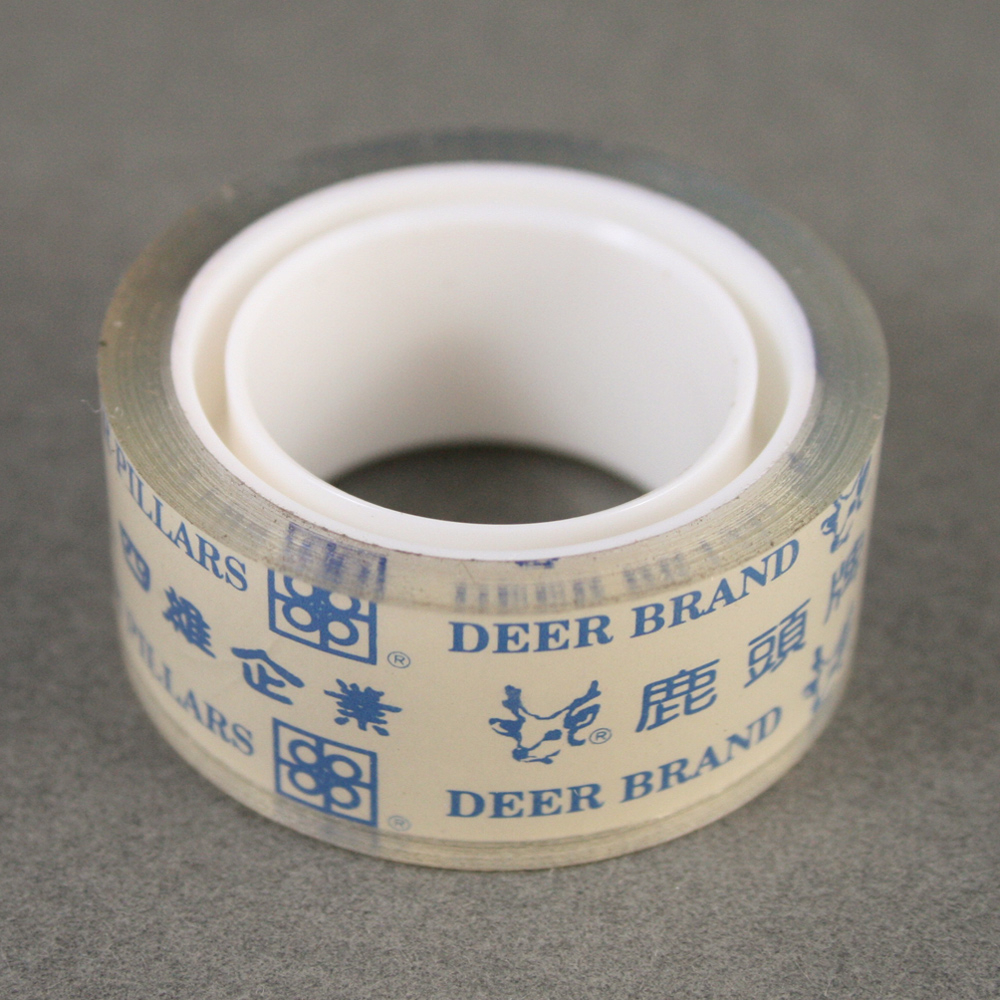 PILLARS
®
DEER BRAND
四維企業
®
鹿頭牌
PILLARS
®
DEER BRAND